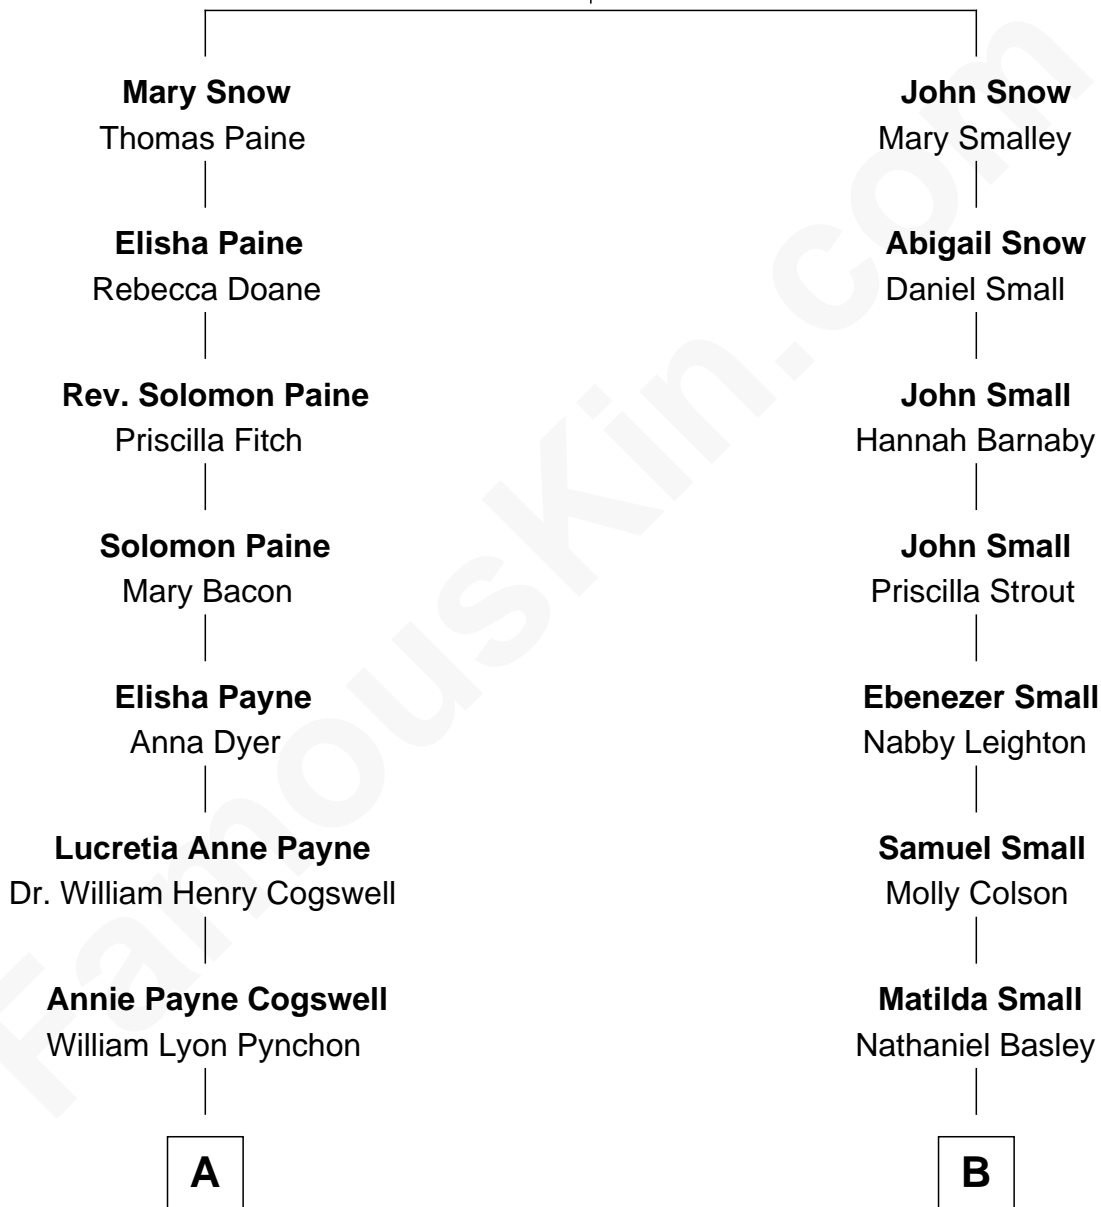 Mary Snow
Thomas Paine
Elisha Paine
Rebecca Doane
Rev. Solomon Paine
Priscilla Fitch
Solomon Paine
Mary Bacon
Elisha Payne
Anna Dyer
Lucretia Anne Payne
Dr. William Henry Cogswell
Annie Payne Cogswell
William Lyon Pynchon
A
John Snow
Mary Smalley
Abigail Snow
Daniel Small
John Small
Hannah Barnaby
John Small
Priscilla Strout
Ebenezer Small
Nabby Leighton
Samuel Small
Molly Colson
Matilda Small
Nathaniel Basley
B
FamousKin.com